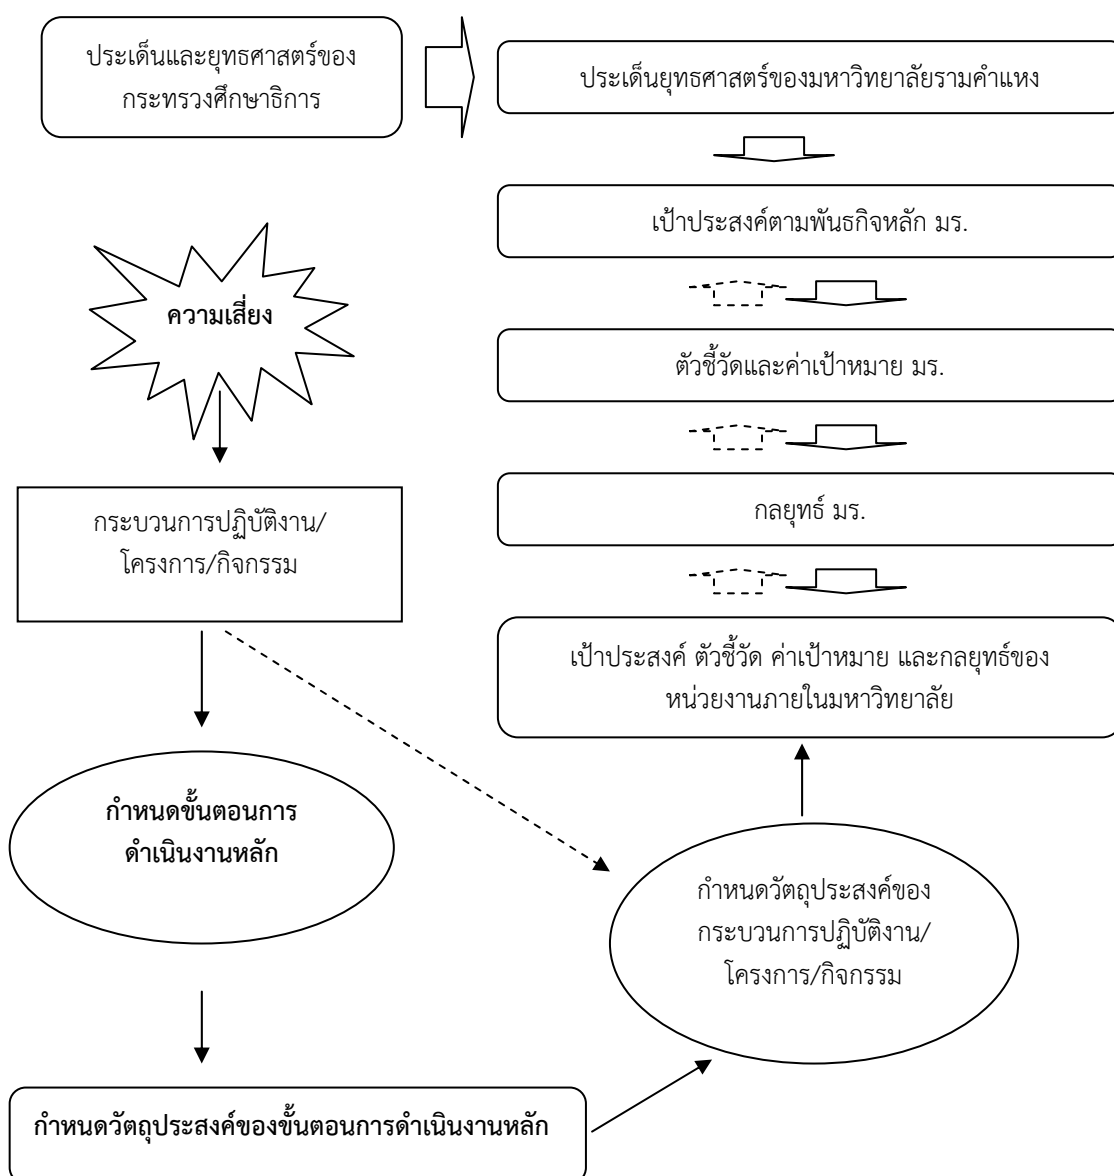 ประเด็นและยุทธศาสตร์ของ
กระทรวงศึกษาธิการ
ประเด็นยุทธศาสตร์ของมหาวิทยาลัยรามคำแหง
เป้าประสงค์ตามพันธกิจหลัก มร.
ความเสี่ยง
ตัวชี้วัดและค่าเป้าหมาย มร.
กระบวนการปฏิบัติงาน/
โครงการ/กิจกรรม
กลยุทธ์ มร.
เป้าประสงค์ ตัวชี้วัด ค่าเป้าหมาย และกลยุทธ์ของ
หน่วยงานภายในมหาวิทยาลัย
กำหนดขั้นตอนการ
ดำเนินงานหลัก
กำหนดวัตถุประสงค์ของ
กระบวนการปฏิบัติงาน/
โครงการ/กิจกรรม
กำหนดวัตถุประสงค์ของขั้นตอนการดำเนินงานหลัก